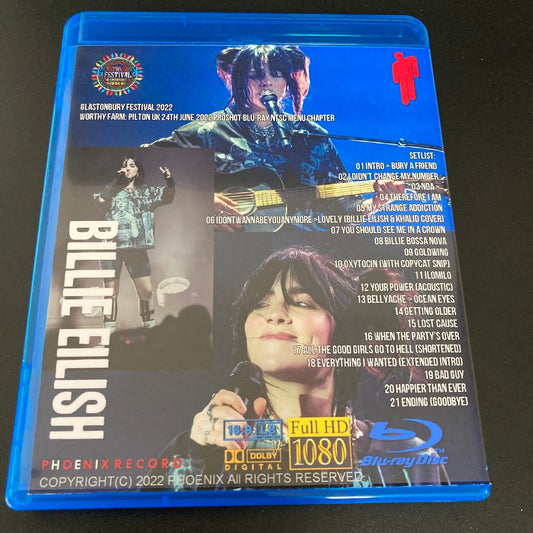 FESTIVAL
GLASTONBURY FESTIVAL 2022
WORTHY FARM: PILTON UK 24TH JUNE 2022 PROSHOT BLU-RAY NTSC MENU CHAPTER
SETLIST:
01 INTRO - BURY A FRIEND
02 I DIDN'T CHANGE MY NUMBER
03 NDA
04 THEREFORE I AM
05 MY STRANGE ADDICTION
06 IDONTWANNABEYOUANYMORE - LOVELY (BILLIE EILISH & KHALID COVER)
07 YOU SHOULD SEE ME IN A CROWN
08 BILLIE BOSSA NOVA
09 GOLDWING
10 OXYTOCIN (WITH COPYCAT SNIP)
11 ILOMILO
12 YOUR POWER (ACOUSTIC)
13 BELLYACHE - OCEAN EYES
14 GETTING OLDER
15 LOST CAUSE
16 WHEN THE PARTY'S OVER
17 ALL THE GOOD GIRLS GO TO HELL (SHORTENED)
18 EVERYTHING I WANTED (EXTENDED INTRO)
19 BAD GUY
20 HAPPIER THAN EVER
21 ENDING (GOODBYE)
BILLIE EILISH
16:9
Full HD
1080
DOLBY
DIGITAL
Blu-ray Disc™
PHOENIX RECORD
COPYRIGHT(C) 2022 PHOENIX All RIGHTS RESERVED